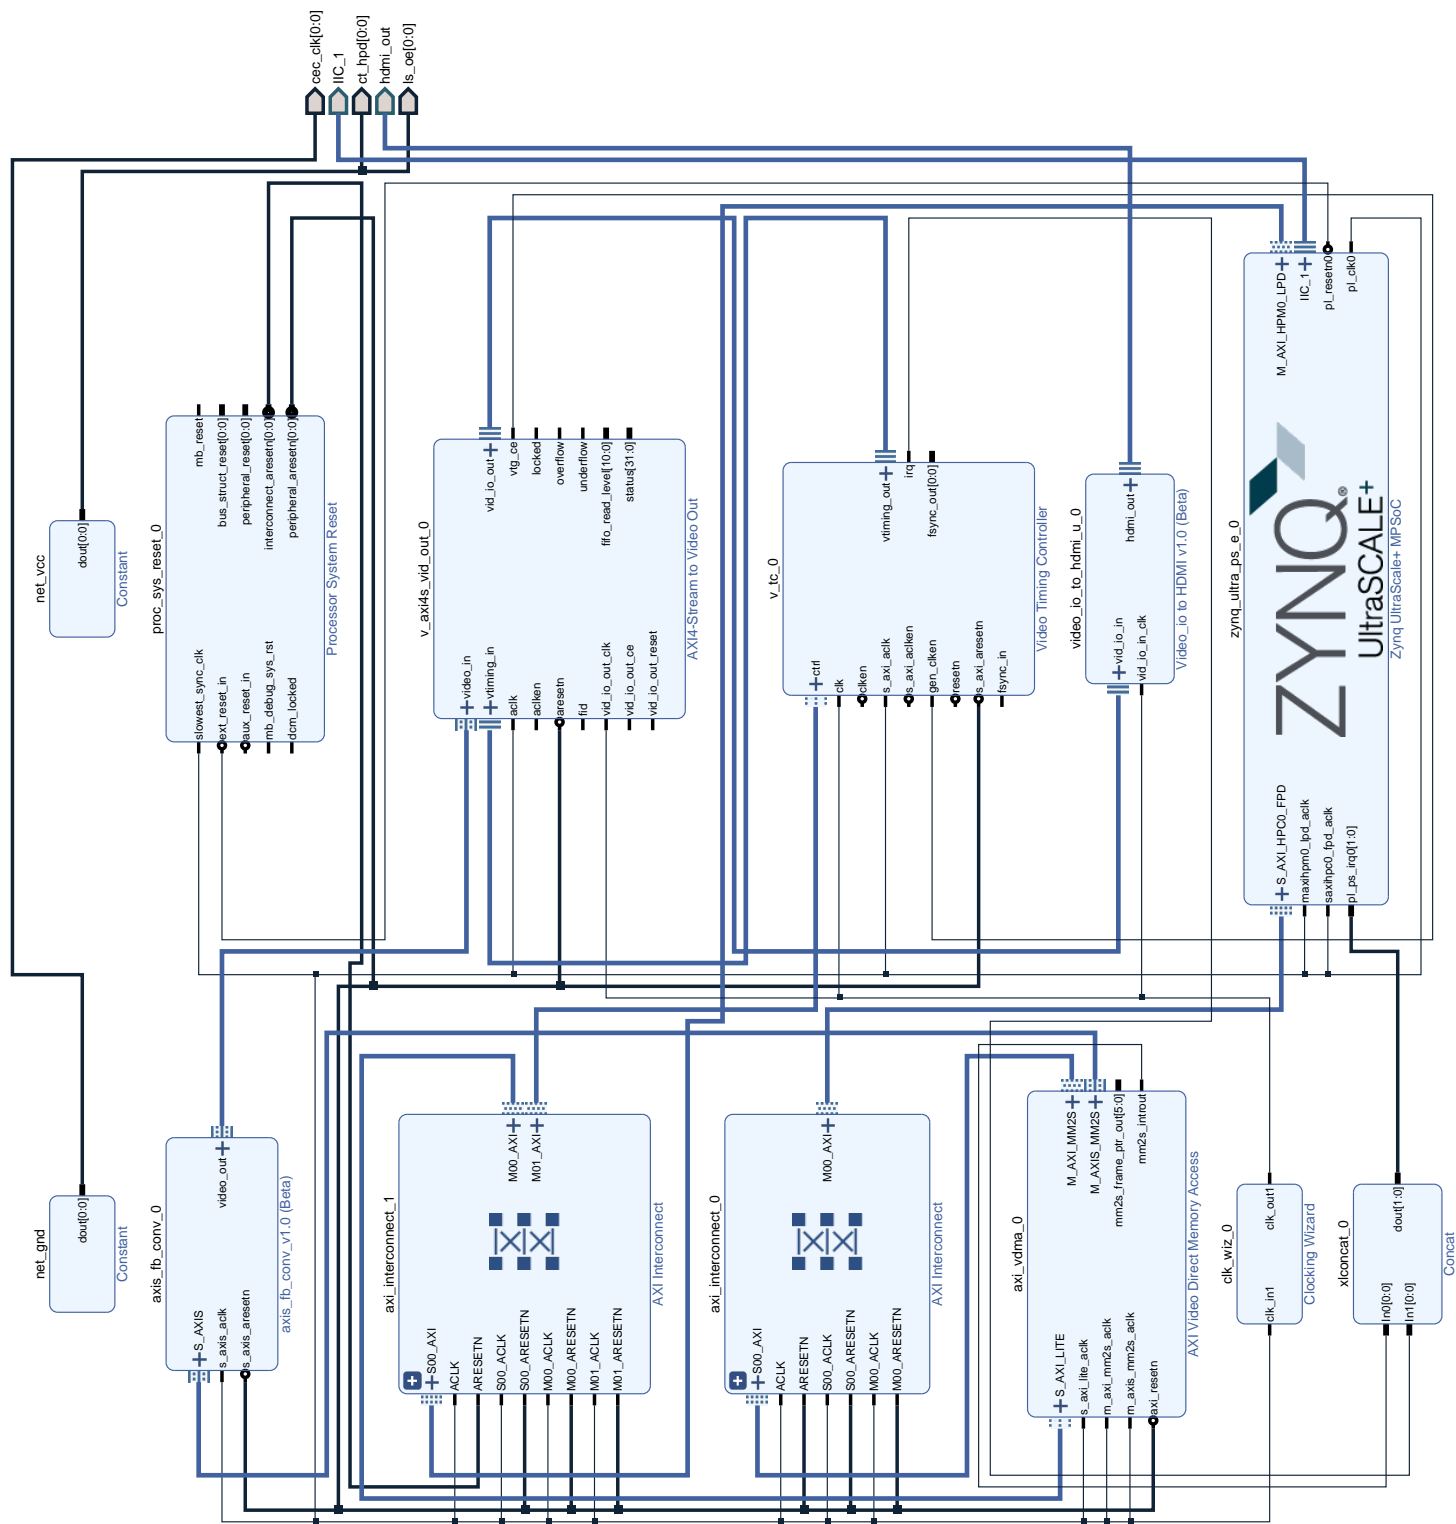 net_gnd
dout[0:0]
Constant
net_vcc
dout[0:0]
Constant
axis_fb_conv_0
S_AXIS
s_axis_aclk
s_axis_aresetn
video_out
axis_fb_conv_v1.0 (Beta)
proc_sys_reset_0
slowest_sync_clk
ext_reset_in
aux_reset_in
mb_debug_sys_rst
dcm_locked
mb_reset
bus_struct_reset[0:0]
peripheral_reset[0:0]
interconnect_aresetn[0:0]
peripheral_aresetn[0:0]
Processor System Reset
cec_clk[0:0]
IIC_1
ct_hpd[0:0]
hdmi_out
ls_oe[0:0]
axi_interconnect_1
S00_AXI
ACLK
ARESETN
S00_ACLK
S00_ARESETN
M00_ACLK
M00_ARESETN
M01_ACLK
M01_ARESETN
M00_AXI
M01_AXI
AXI Interconnect
v_axi4s_vid_out_0
video_in
vtiming_in
aclk
aclken
aresetn
fid
vid_io_out_clk
vid_io_out_ce
vid_io_out_reset
vid_io_out
vtg_ce
locked
overflow
underflow
fifo_read_level[10:0]
status[31:0]
AXI4-Stream to Video Out
axi_interconnect_0
S00_AXI
ACLK
ARESETN
S00_ACLK
S00_ARESETN
M00_ACLK
M00_ARESETN
M00_AXI
AXI Interconnect
v_tc_0
ctrl
clk
clken
s_axi_aclk
s_axi_aclken
gen_clken
resetn
s_axi_aresetn
fsync_in
vtiming_out
irq
fsync_out[0:0]
Video Timing Controller
axi_vdma_0
S_AXI_LITE
s_axi_lite_aclk
m_axi_mm2s_aclk
m_axis_mm2s_aclk
axi_resetn
M_AXI_MM2S
M_AXIS_MM2S
mm2s_frame_ptr_out[5:0]
mm2s_introut
AXI Video Direct Memory Access
video_io_to_hdmi_u_0
vid_io_in
vid_io_in_clk
hdmi_out
Video_io to HDMI v1.0 (Beta)
clk_wiz_0
clk_in1
clk_out1
Clocking Wizard
zynq_ultra_ps_e_0
S_AXI_HPC0_FPD
maxihpm0_lpd_aclk
saxihpc0_fpd_aclk
pl_ps_irq0[1:0]
ZYNQ®
UltraSCALE+
M_AXI_HPM0_LPD
IIC_1
pl_resetn0
pl_clk0
Zynq UltraScale+ MPSoC
xlconcat_0
In0[0:0]
In1[0:0]
dout[1:0]
Concat